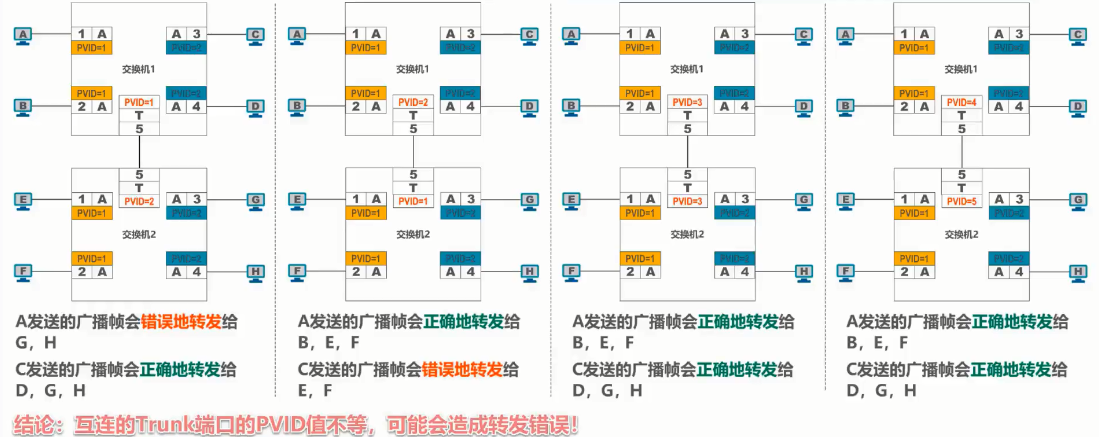 A 1 A PVID=1 A 3 PVID=2 C
交换机1
PVID=1 PVID=2
B 2 A PVID=1 T 5 A 4 D
E 1 A PVID=1 5 T PVID=2 A 3 PVID=2 G
交换机2
PVID=1 PVID=2
F 2 A A 4 H
A发送的广播帧会错误地转发给
G，H
C发送的广播帧会正确地转发给
D，G，H
A 1 A PVID=1 A 3 PVID=2 C
交换机1
PVID=1 PVID=2
B 2 A PVID=2 T 5 A 4 D
E 1 A PVID=1 5 T PVID=1 A 3 PVID=2 G
交换机2
PVID=1 PVID=2
F 2 A A 4 H
A发送的广播帧会正确地转发给
B，E，F
C发送的广播帧会错误地转发给
E，F
A 1 A PVID=1 A 3 PVID=2 C
交换机1
PVID=1 PVID=2
B 2 A PVID=3 T 5 A 4 D
E 1 A PVID=1 5 T PVID=3 A 3 PVID=2 G
交换机2
PVID=1 PVID=2
F 2 A A 4 H
A发送的广播帧会正确地转发给
B，E，F
C发送的广播帧会正确地转发给
D，G，H
A 1 A PVID=1 A 3 PVID=2 C
交换机1
PVID=1 PVID=2
B 2 A PVID=4 T 5 A 4 D
E 1 A PVID=1 5 T PVID=5 A 3 PVID=2 G
交换机2
PVID=1 PVID=2
F 2 A A 4 H
A发送的广播帧会正确地转发给
B，E，F
C发送的广播帧会正确地转发给
D，G，H
结论：互连的Trunk端口的PVID值不等，可能会造成转发错误！